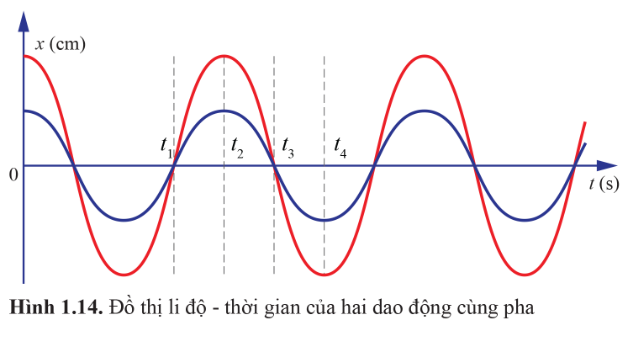 x (cm)
t₁
t₂
t₃
t₄
0
t (s)
Hình 1.14. Đồ thị li độ - thời gian của hai dao động cùng pha